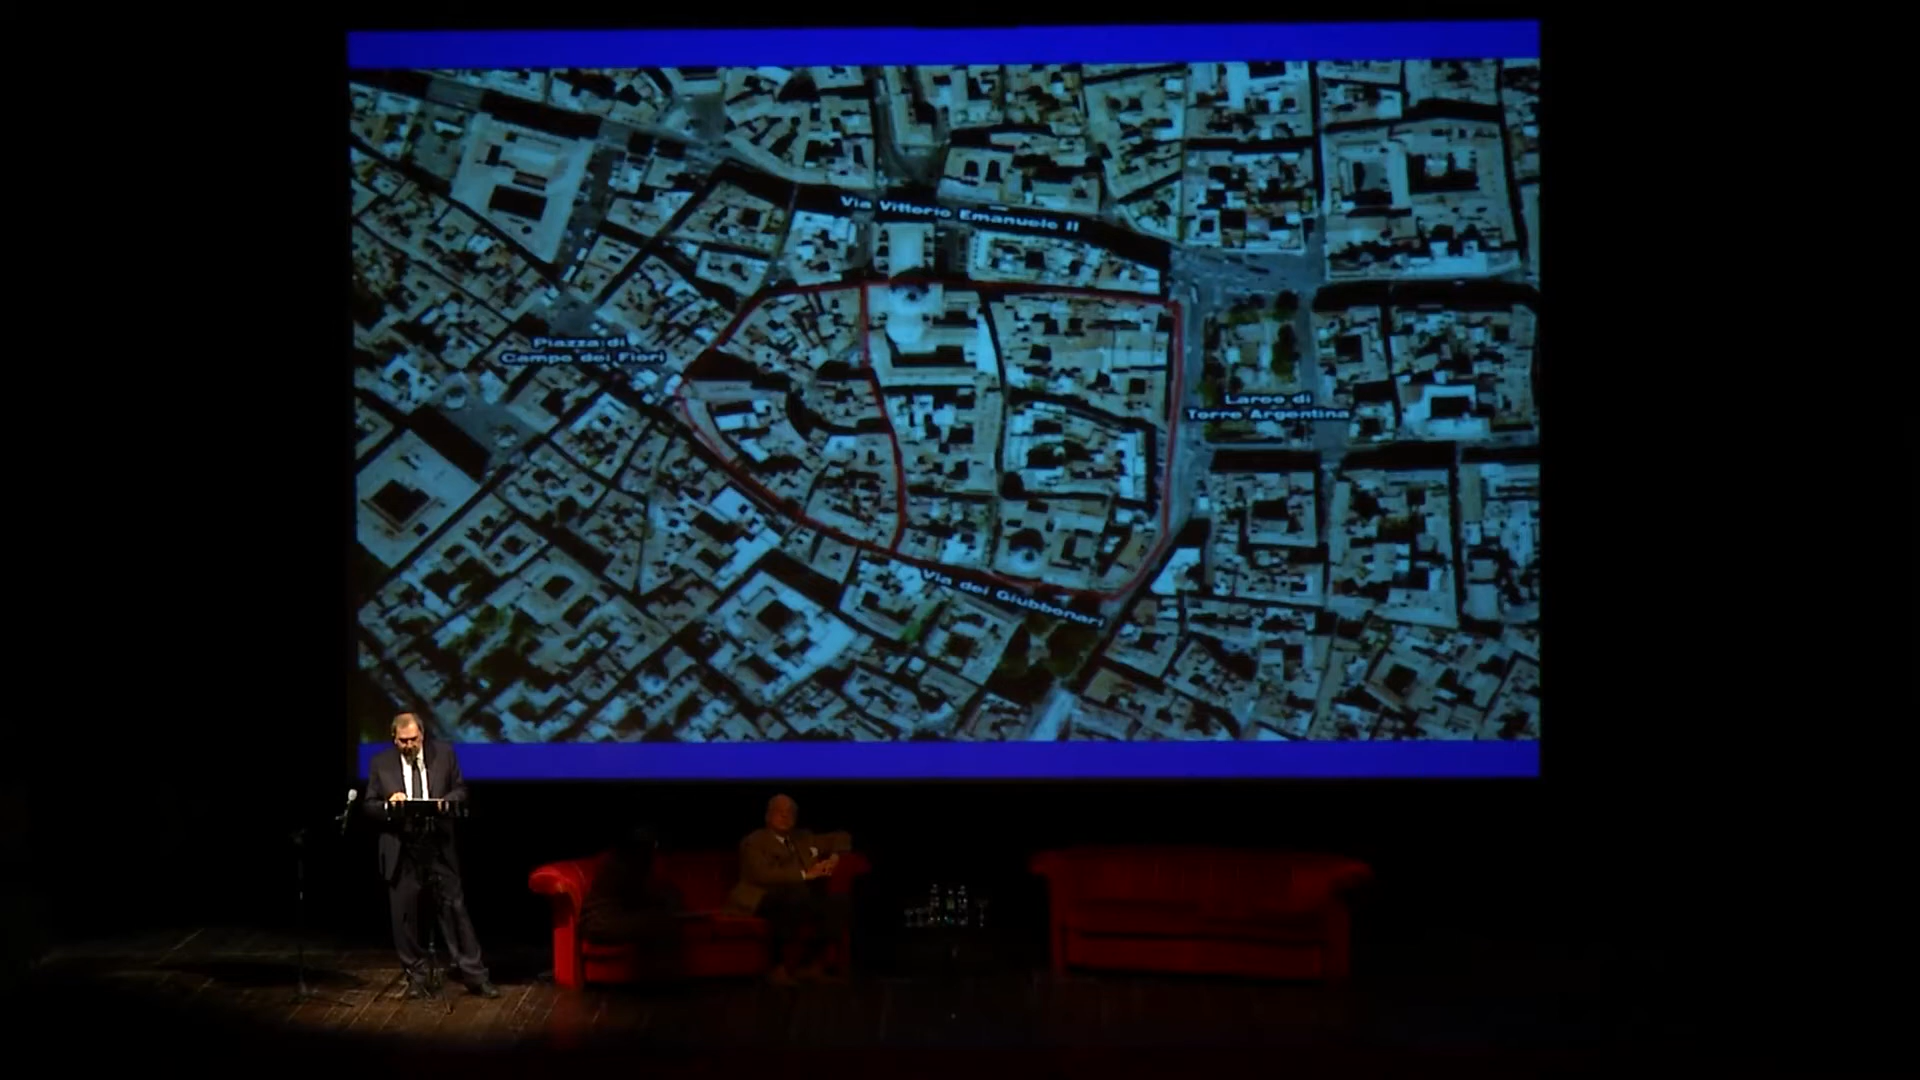 Via Vittorio Emanuele II
Piazza di
Campo dei Fiori
Largo di
Torre Argentina
Via dei Giubbonari